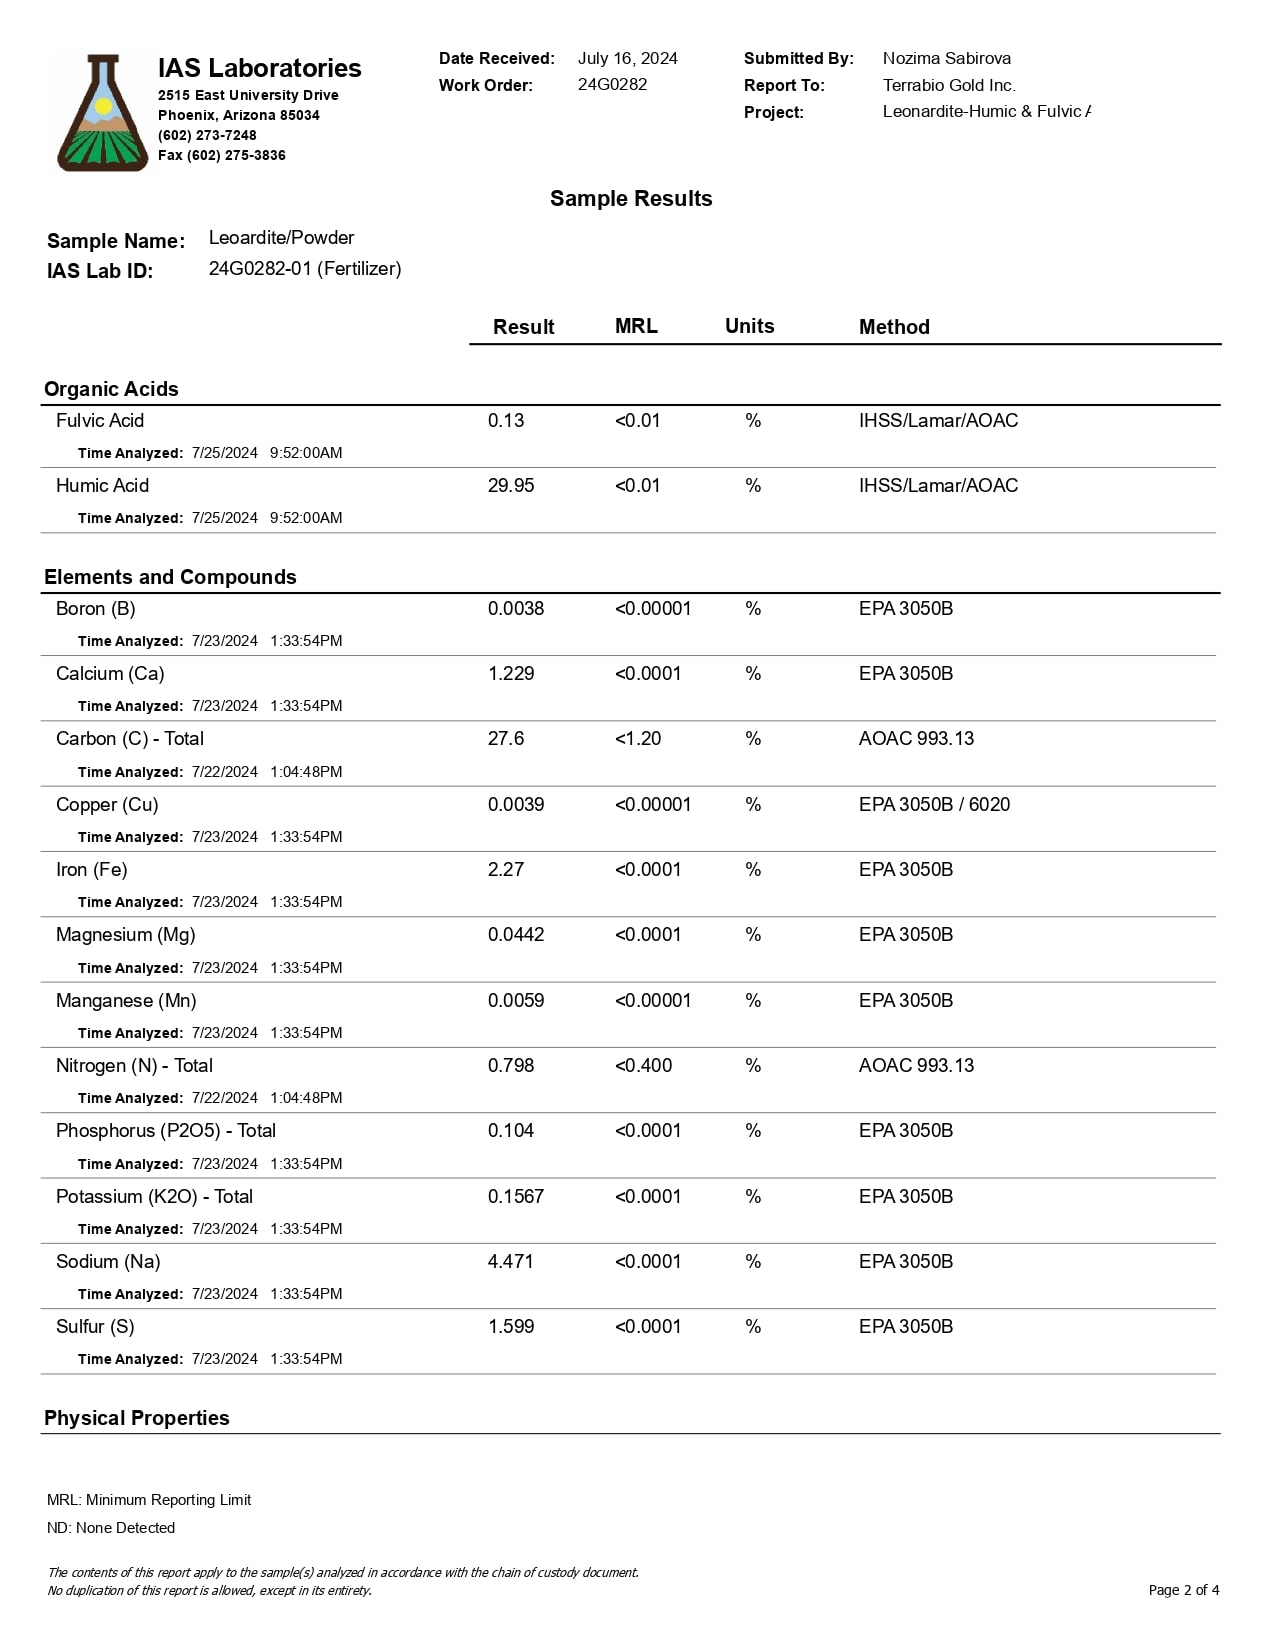 IAS Laboratories
2515 East University Drive
Phoenix, Arizona 85034
(602) 273-7248
Fax (602) 275-3836
Date Received: July 16, 2024
Work Order: 24G0282
Submitted By: Nozima Sabirova
Report To: Terrabio Gold Inc.
Project: Leonardite-Humic & Fulvic
Sample Results
Sample Name: Leoardite/Powder
IAS Lab ID: 24G0282-01 (Fertilizer)
Result MRL Units Method
Organic Acids
Fulvic Acid 0.13 <0.01 % IHSS/Lamar/AOAC
Time Analyzed: 7/25/2024 9:52:00AM
Humic Acid 29.95 <0.01 % IHSS/Lamar/AOAC
Time Analyzed: 7/25/2024 9:52:00AM
Elements and Compounds
Boron (B) 0.0038 <0.00001 % EPA 3050B
Time Analyzed: 7/23/2024 1:33:54PM
Calcium (Ca) 1.229 <0.0001 % EPA 3050B
Time Analyzed: 7/23/2024 1:33:54PM
Carbon (C) - Total 27.6 <1.20 % AOAC 993.13
Time Analyzed: 7/22/2024 1:04:48PM
Copper (Cu) 0.0039 <0.00001 % EPA 3050B / 6020
Time Analyzed: 7/23/2024 1:33:54PM
Iron (Fe) 2.27 <0.0001 % EPA 3050B
Time Analyzed: 7/23/2024 1:33:54PM
Magnesium (Mg) 0.0442 <0.0001 % EPA 3050B
Time Analyzed: 7/23/2024 1:33:54PM
Manganese (Mn) 0.0059 <0.00001 % EPA 3050B
Time Analyzed: 7/23/2024 1:33:54PM
Nitrogen (N) - Total 0.798 <0.400 % AOAC 993.13
Time Analyzed: 7/22/2024 1:04:48PM
Phosphorus (P2O5) - Total 0.104 <0.0001 % EPA 3050B
Time Analyzed: 7/23/2024 1:33:54PM
Potassium (K2O) - Total 0.1567 <0.0001 % EPA 3050B
Time Analyzed: 7/23/2024 1:33:54PM
Sodium (Na) 4.471 <0.0001 % EPA 3050B
Time Analyzed: 7/23/2024 1:33:54PM
Sulfur (S) 1.599 <0.0001 % EPA 3050B
Time Analyzed: 7/23/2024 1:33:54PM
Physical Properties
MRL: Minimum Reporting Limit
ND: None Detected
The contents of this report apply to the sample(s) analyzed in accordance with the chain of custody document.
No duplication of this report is allowed, except in its entirety.
Page 2 of 4